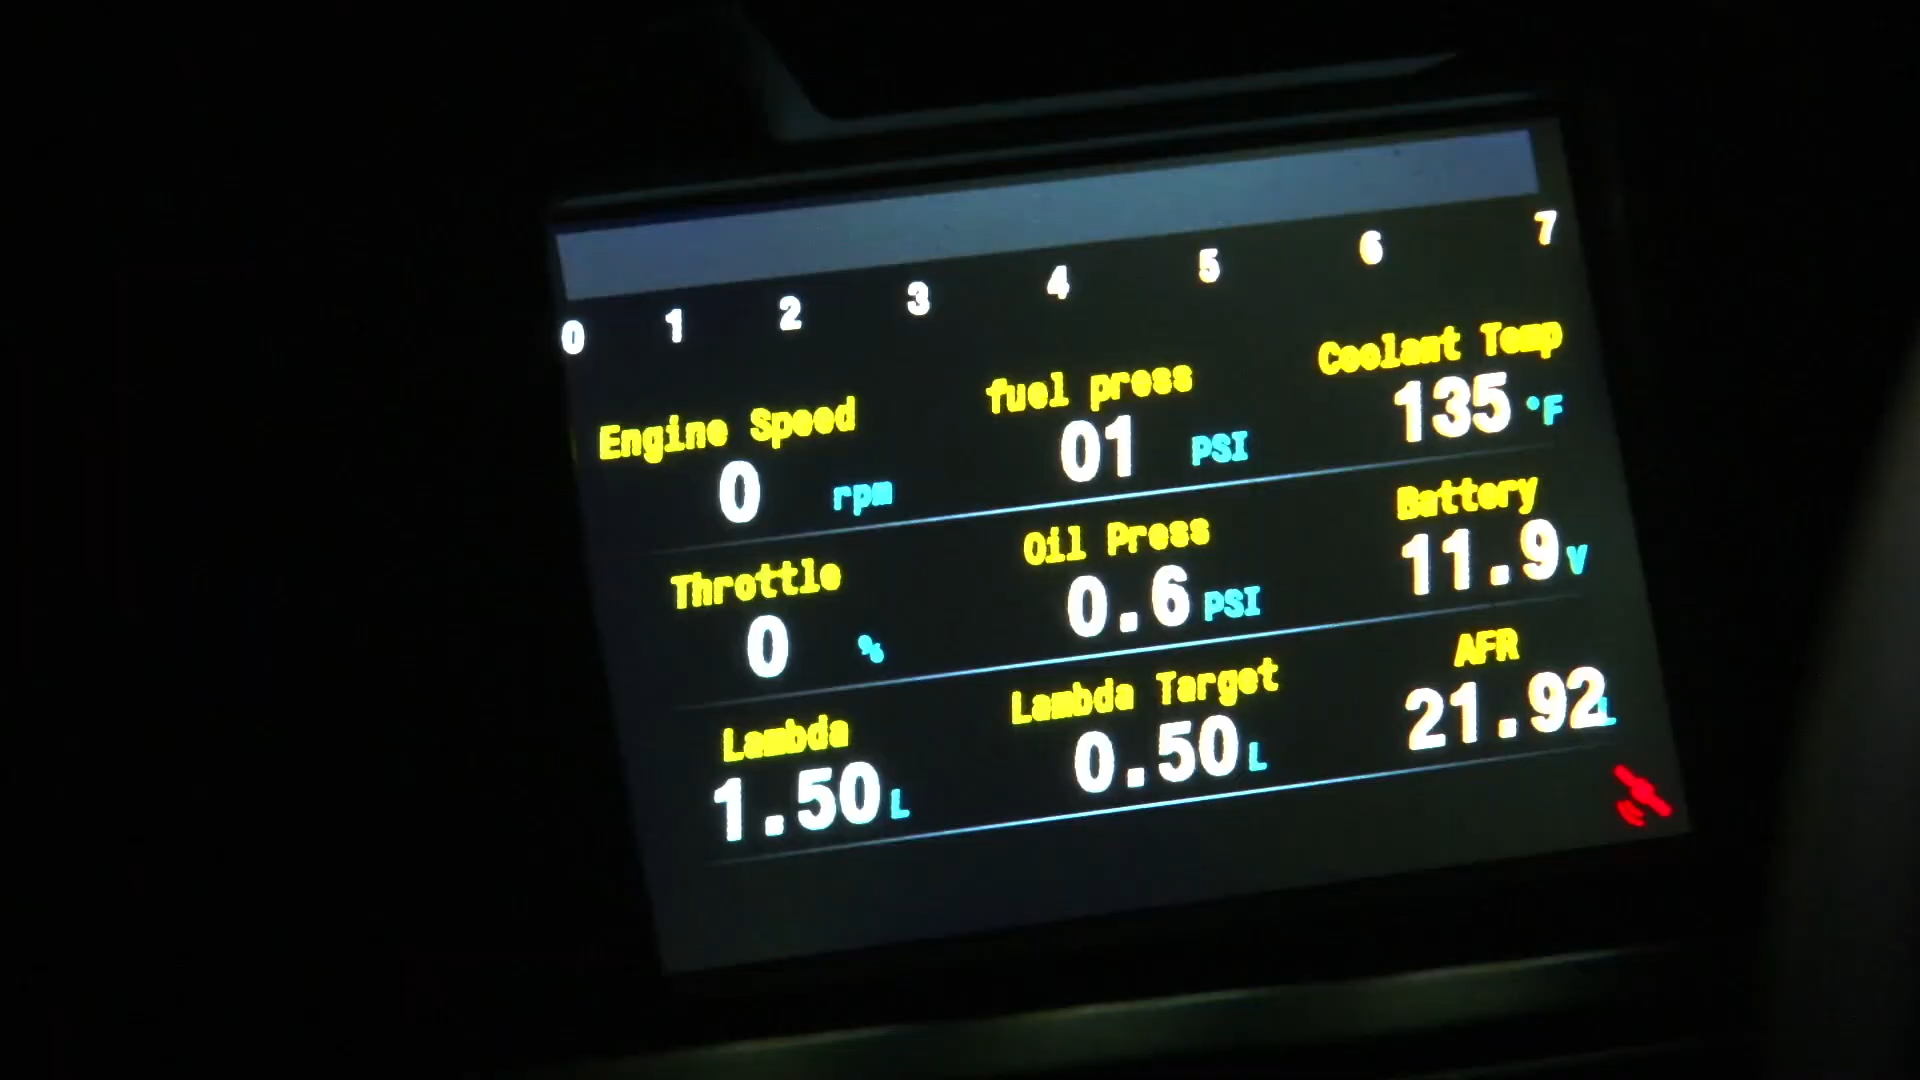 0 1 2 3 4 5 6 7
Engine Speed fuel press Coolant Temp
0 rpm 01 PSI 135 °F
Throttle Oil Press Battery
0 % 0.6 PSI 11.9 V
Lambda Lambda Target AFR
1.50 L 0.50 L 21.92 L